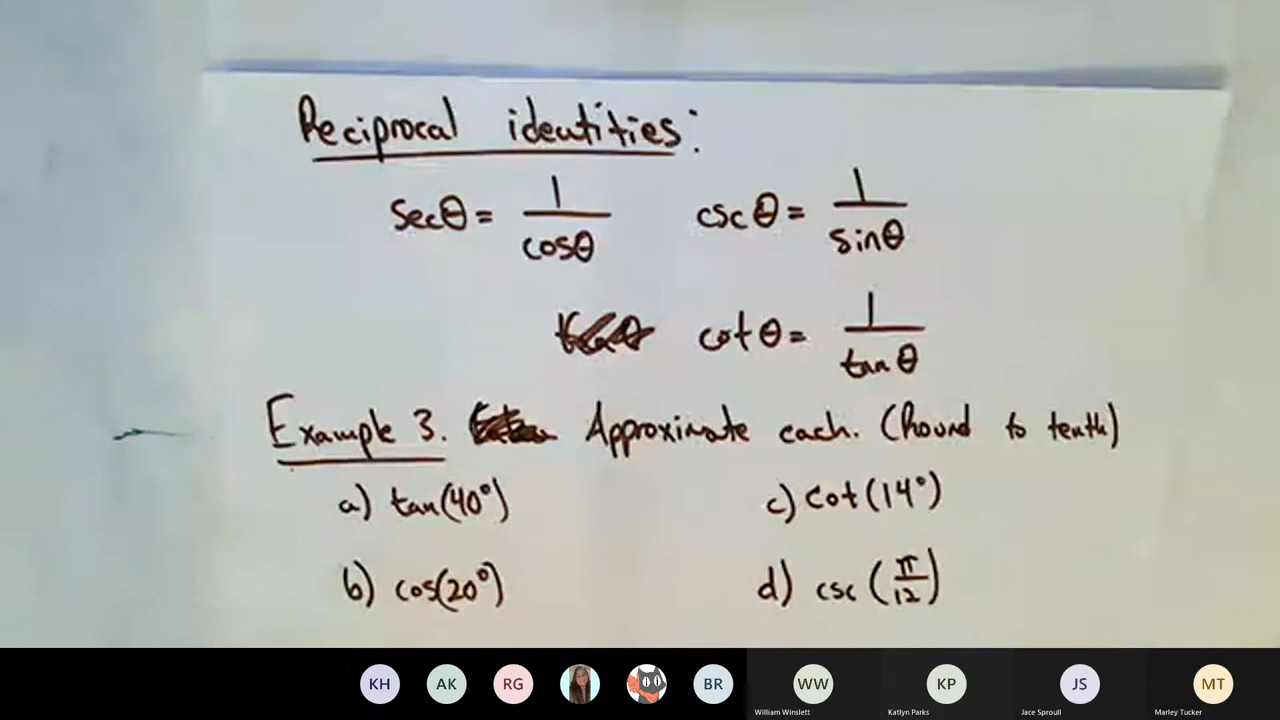 Reciprocal identities:
secθ = 1/cosθ cscθ = 1/sinθ
cotθ = 1/tanθ
Example 3. Approximate each. (Round to tenth)
a) tan(40°) c) cot(14°)
b) cos(20°) d) csc(π/12)
KH AK RG BR WW KP JS MT
William Winslett Katlyn Parks Jace Sproull Marley Tucker